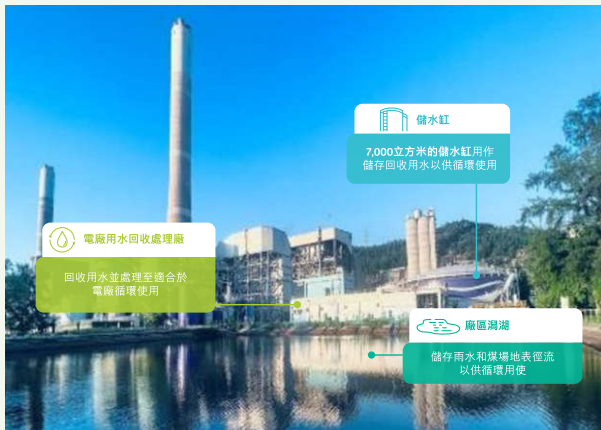 儲水缸
7,000立方米的儲水缸用作
儲存回收用水以供循環使用
電廠用水回收處理廠
回收用水並處理至適合於
電廠循環使用
廠區潟湖
儲存雨水和煤場地表徑流
以供循環用使